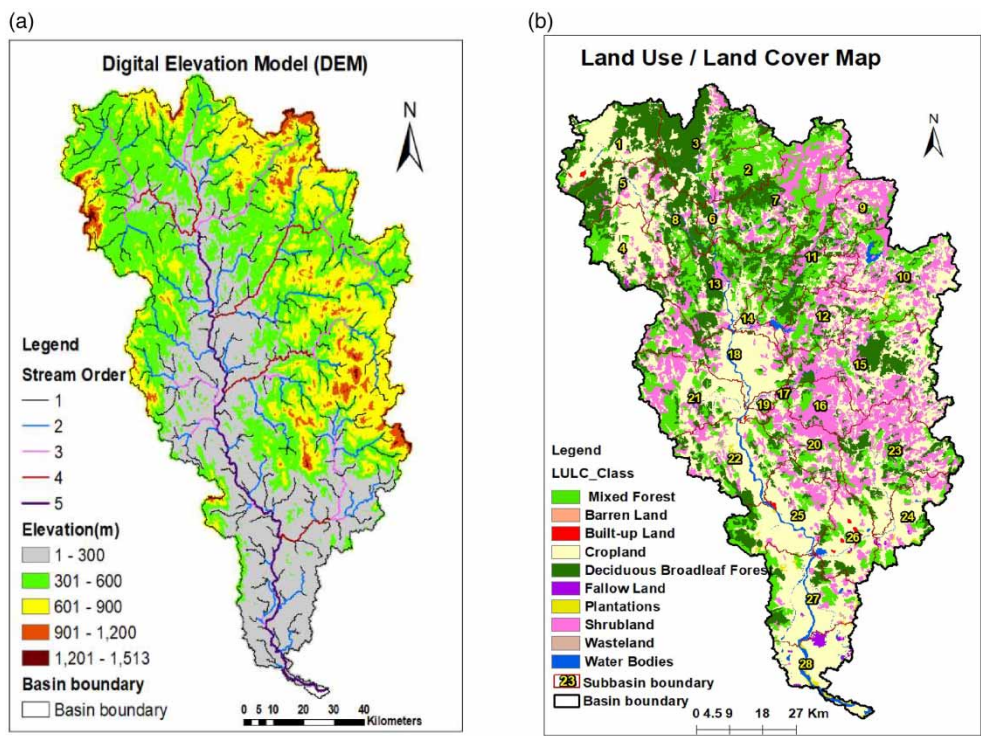 (a)
Digital Elevation Model (DEM)
N
Legend
Stream Order
1
2
3
4
5
Elevation(m)
1 - 300
301 - 600
601 - 900
901 - 1,200
1,201 - 1,513
Basin boundary
Basin boundary
0 5 10 20 30 40
Kilometers
(b)
Land Use / Land Cover Map
N
1
3
2
5
7
9
8
6
4
11
10
13
14
12
18
15
21
17
19
16
20
23
22
25
24
26
27
28
Legend
LULC_Class
Mixed Forest
Barren Land
Built-up Land
Cropland
Deciduous Broadleaf Forest
Fallow Land
Plantations
Shrubland
Wasteland
Water Bodies
23 Subbasin boundary
Basin boundary
0 4.5 9 18 27 Km